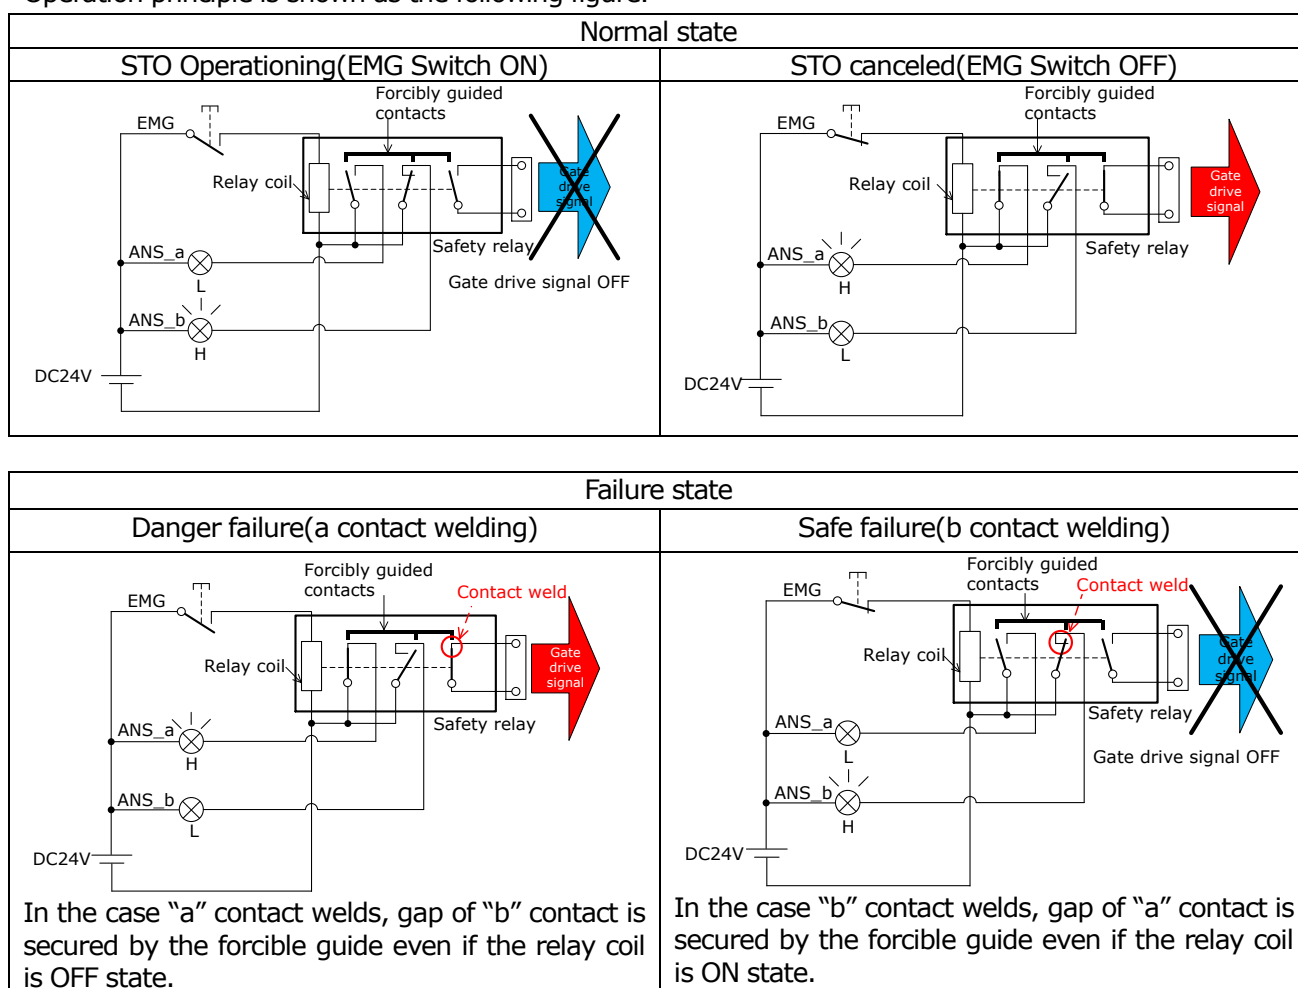 Operation principle is shown as the following figure.
Normal state
STO Operationing(EMG Switch ON)
STO canceled(EMG Switch OFF)
Forcibly guided
contacts
EMG
Relay coil
Gate
drive
signal
Safety relay
ANS_a
L
Gate drive signal OFF
ANS_b
H
DC24V
Forcibly guided
contacts
EMG
Relay coil
Gate
drive
signal
Safety relay
ANS_a
H
ANS_b
L
DC24V
Failure state
Danger failure(a contact welding)
Safe failure(b contact welding)
Forcibly guided
contacts
Contact weld
EMG
Relay coil
Gate
drive
signal
Safety relay
ANS_a
H
ANS_b
L
DC24V
In the case “a” contact welds, gap of “b” contact is
secured by the forcible guide even if the relay coil
is OFF state.
Forcibly guided
contacts
Contact weld
EMG
Relay coil
Gate
drive
signal
Safety relay
ANS_a
L
Gate drive signal OFF
ANS_b
H
DC24V
In the case “b” contact welds, gap of “a” contact is
secured by the forcible guide even if the relay coil
is ON state.